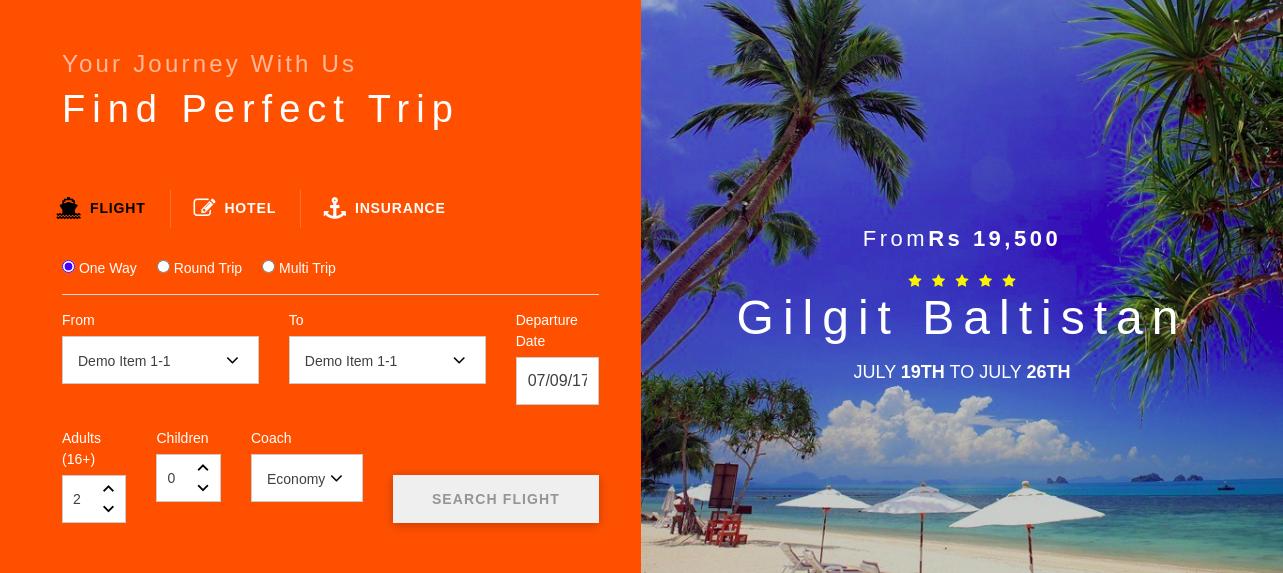 Your Journey With Us
Find Perfect Trip
FLIGHT
HOTEL
INSURANCE
One Way
Round Trip
Multi Trip
From
To
Departure
Date
Demo Item 1-1
Demo Item 1-1
07/09/17
Adults
(16+)
Children
Coach
2
0
Economy
SEARCH FLIGHT
FromRs 19,500
Gilgit Baltistan
JULY 19TH TO JULY 26TH